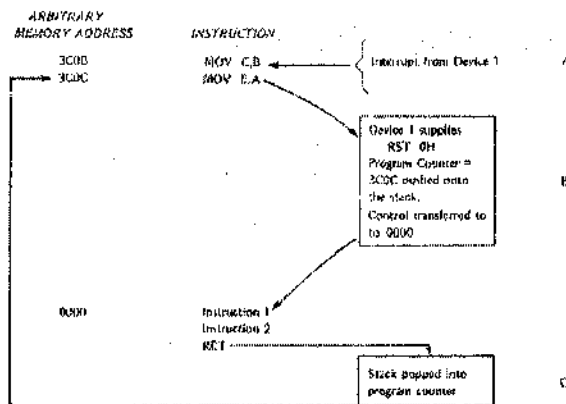 ARBITRARY
MEMORY ADDRESS
INSTRUCTION
3C0B MOV C,B Interrupt from Device 1 A
3C0C MOV E,A
Device 1 supplies
RST 0H
Program Counter =
3C0C pushed onto
the stack.
Control transferred to
to 0000
B
0000 Instruction 1
Instruction 2
RET
Stack popped into
program counter
C